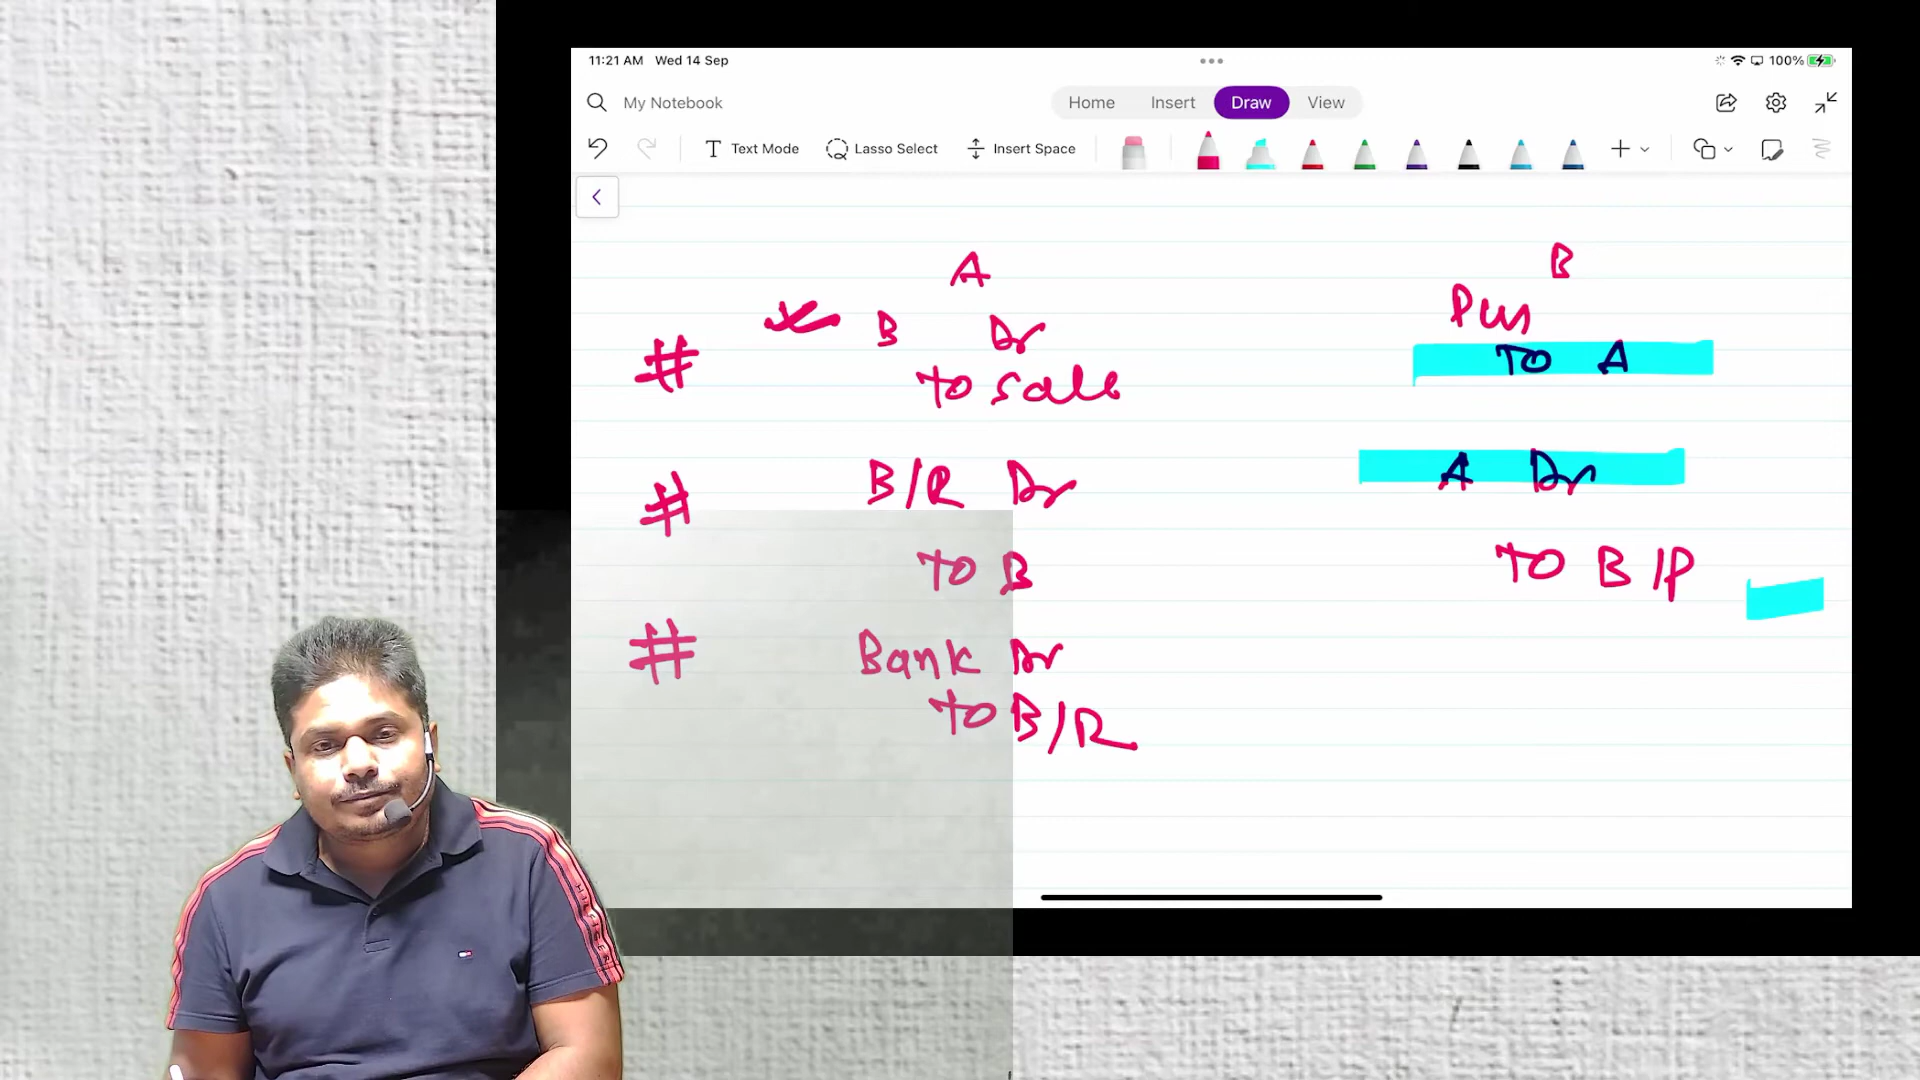 11:21 AM Wed 14 Sep
100%
My Notebook
Home Insert Draw View
Text Mode Lasso Select Insert Space
A
B Dr
To Sale
B/R Dr
To B
Bank Dr
To B/R
B
Pur
To A
A Dr
To B/P